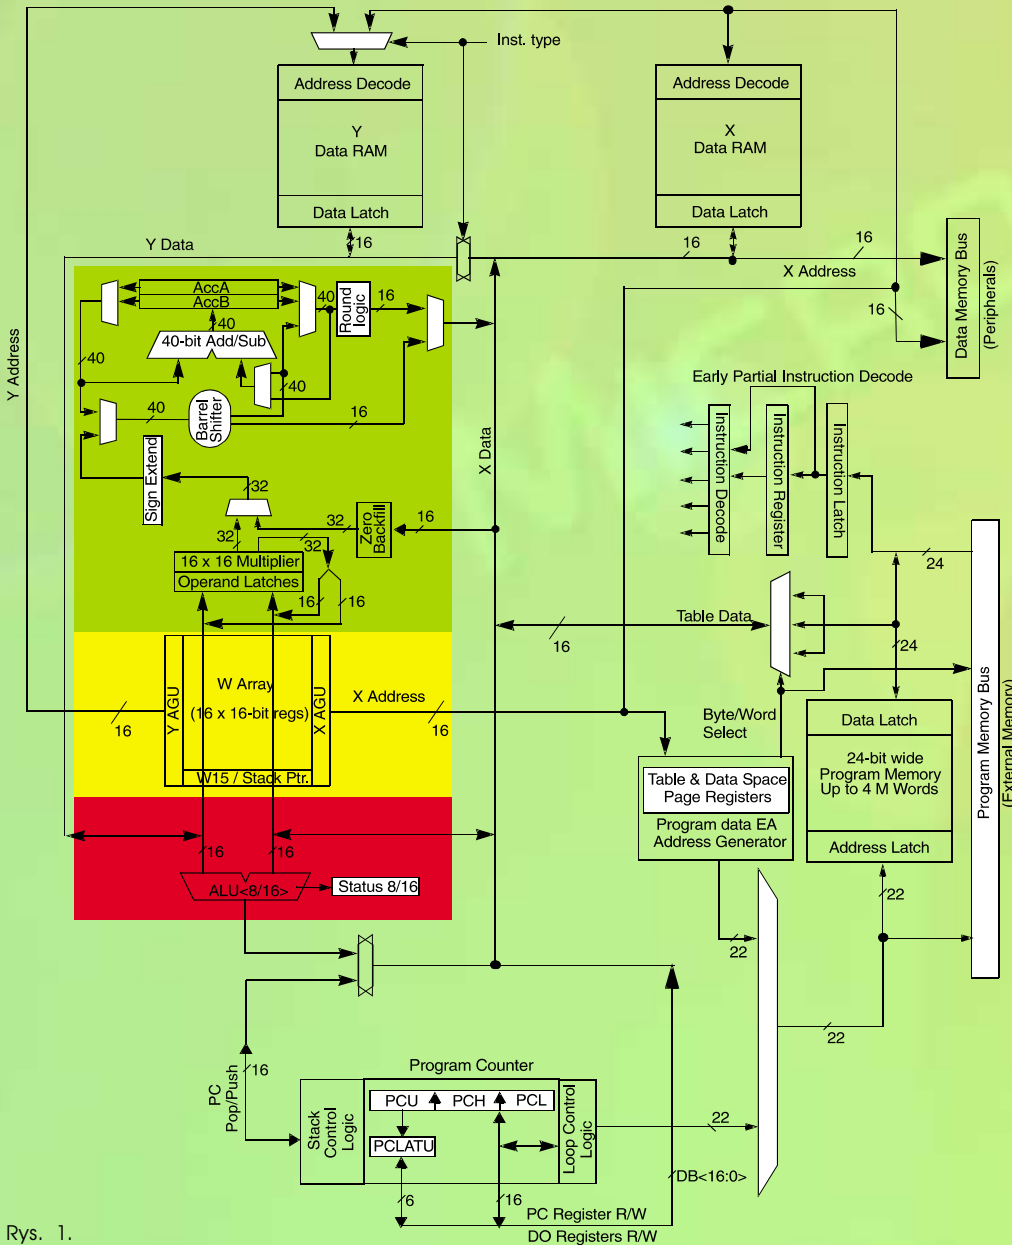 Inst. type
Address Decode
Y
Data RAM
Data Latch
16
Address Decode
X
Data RAM
Data Latch
16
16
X Address
16
Data Memory Bus
(Peripherals)
Y Data
Y Address
AccA
AccB
40
40-bit Add/Sub
40
Round
logic
16
40
40
40
Barrel
Shifter
16
Sign Extend
32
32
32
32
Zero
Backfill
16
X Data
16 x 16 Multiplier
Operand Latches
16
16
Early Partial Instruction Decode
Instruction Decode
Instruction Register
Instruction Latch
24
Table Data
16
24
Y AGU
W Array
(16 x 16-bit regs)
X AGU
W15 / Stack Ptr.
16
X Address
16
Byte/Word
Select
Data Latch
24-bit wide
Program Memory
Up to 4 M Words
Address Latch
Program Memory Bus
(External Memory)
Table & Data Space
Page Registers
Program data EA
Address Generator
16
16
ALU<8/16>
Status 8/16
22
22
22
PC
Pop/Push
16
Program Counter
Stack
Control
Logic
PCU
PCH
PCL
PCLATU
Loop Control
Logic
22
6
16
DB<16:0>
PC Register R/W
DO Registers R/W
Rys. 1.